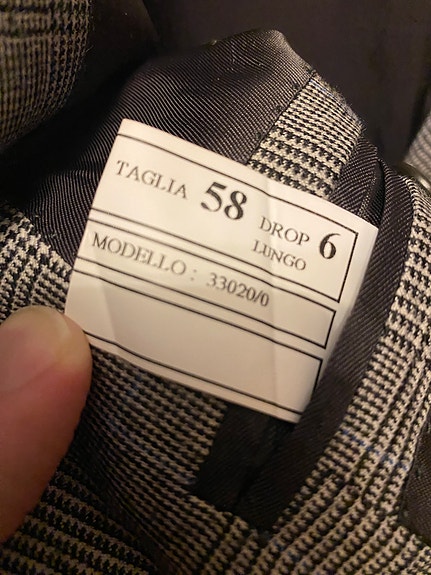 TAGLIA 58 DROP 6
LUNGO
MODELLO : 33020/0